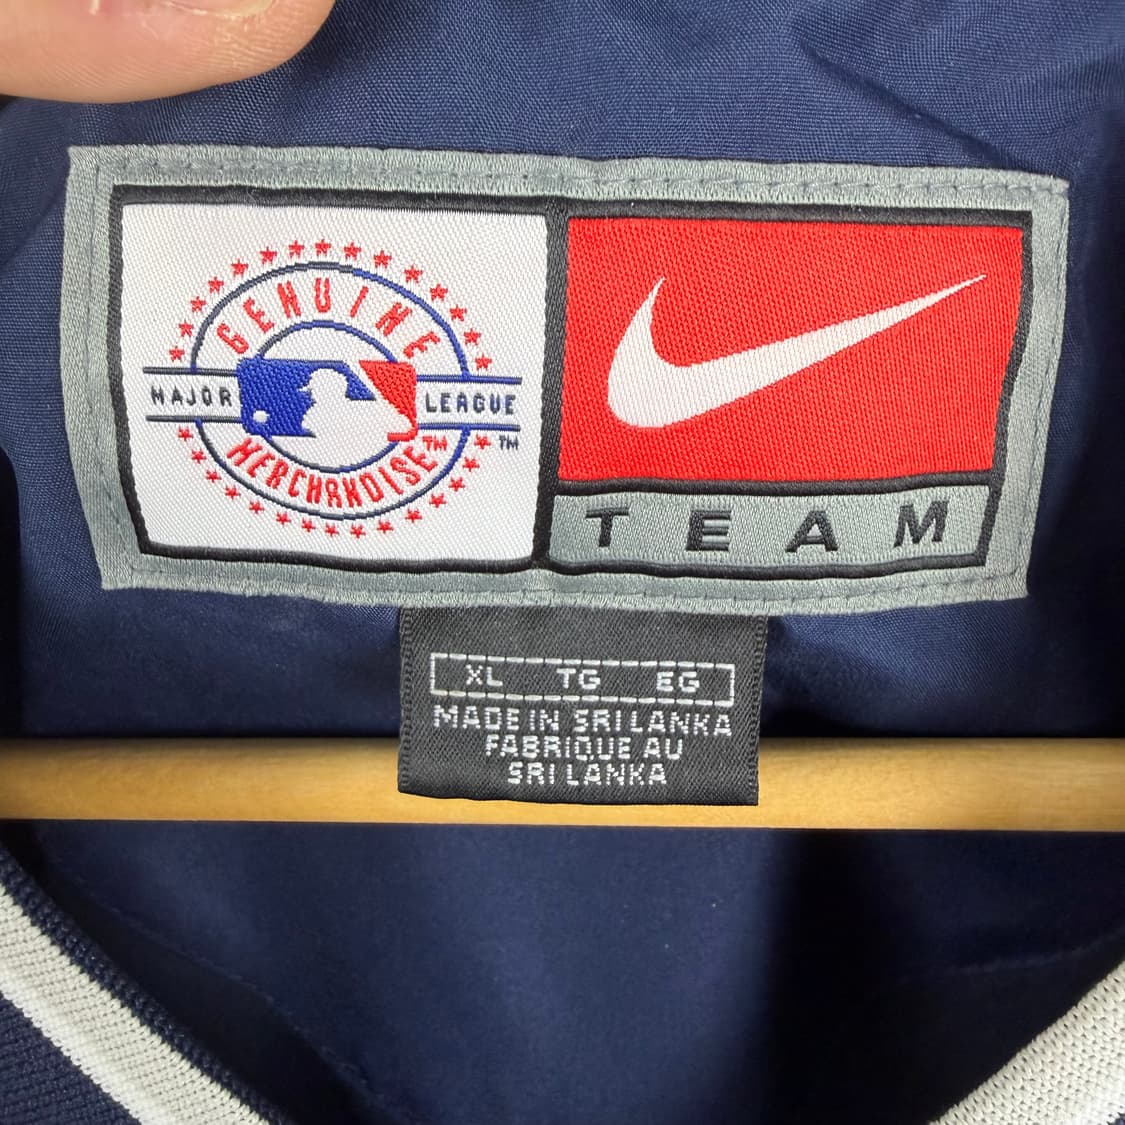 GENUINE
MAJOR LEAGUE
MERCHANDISE™ ™
TEAM
XL TG EG
MADE IN SRI LANKA
FABRIQUE AU
SRI LANKA